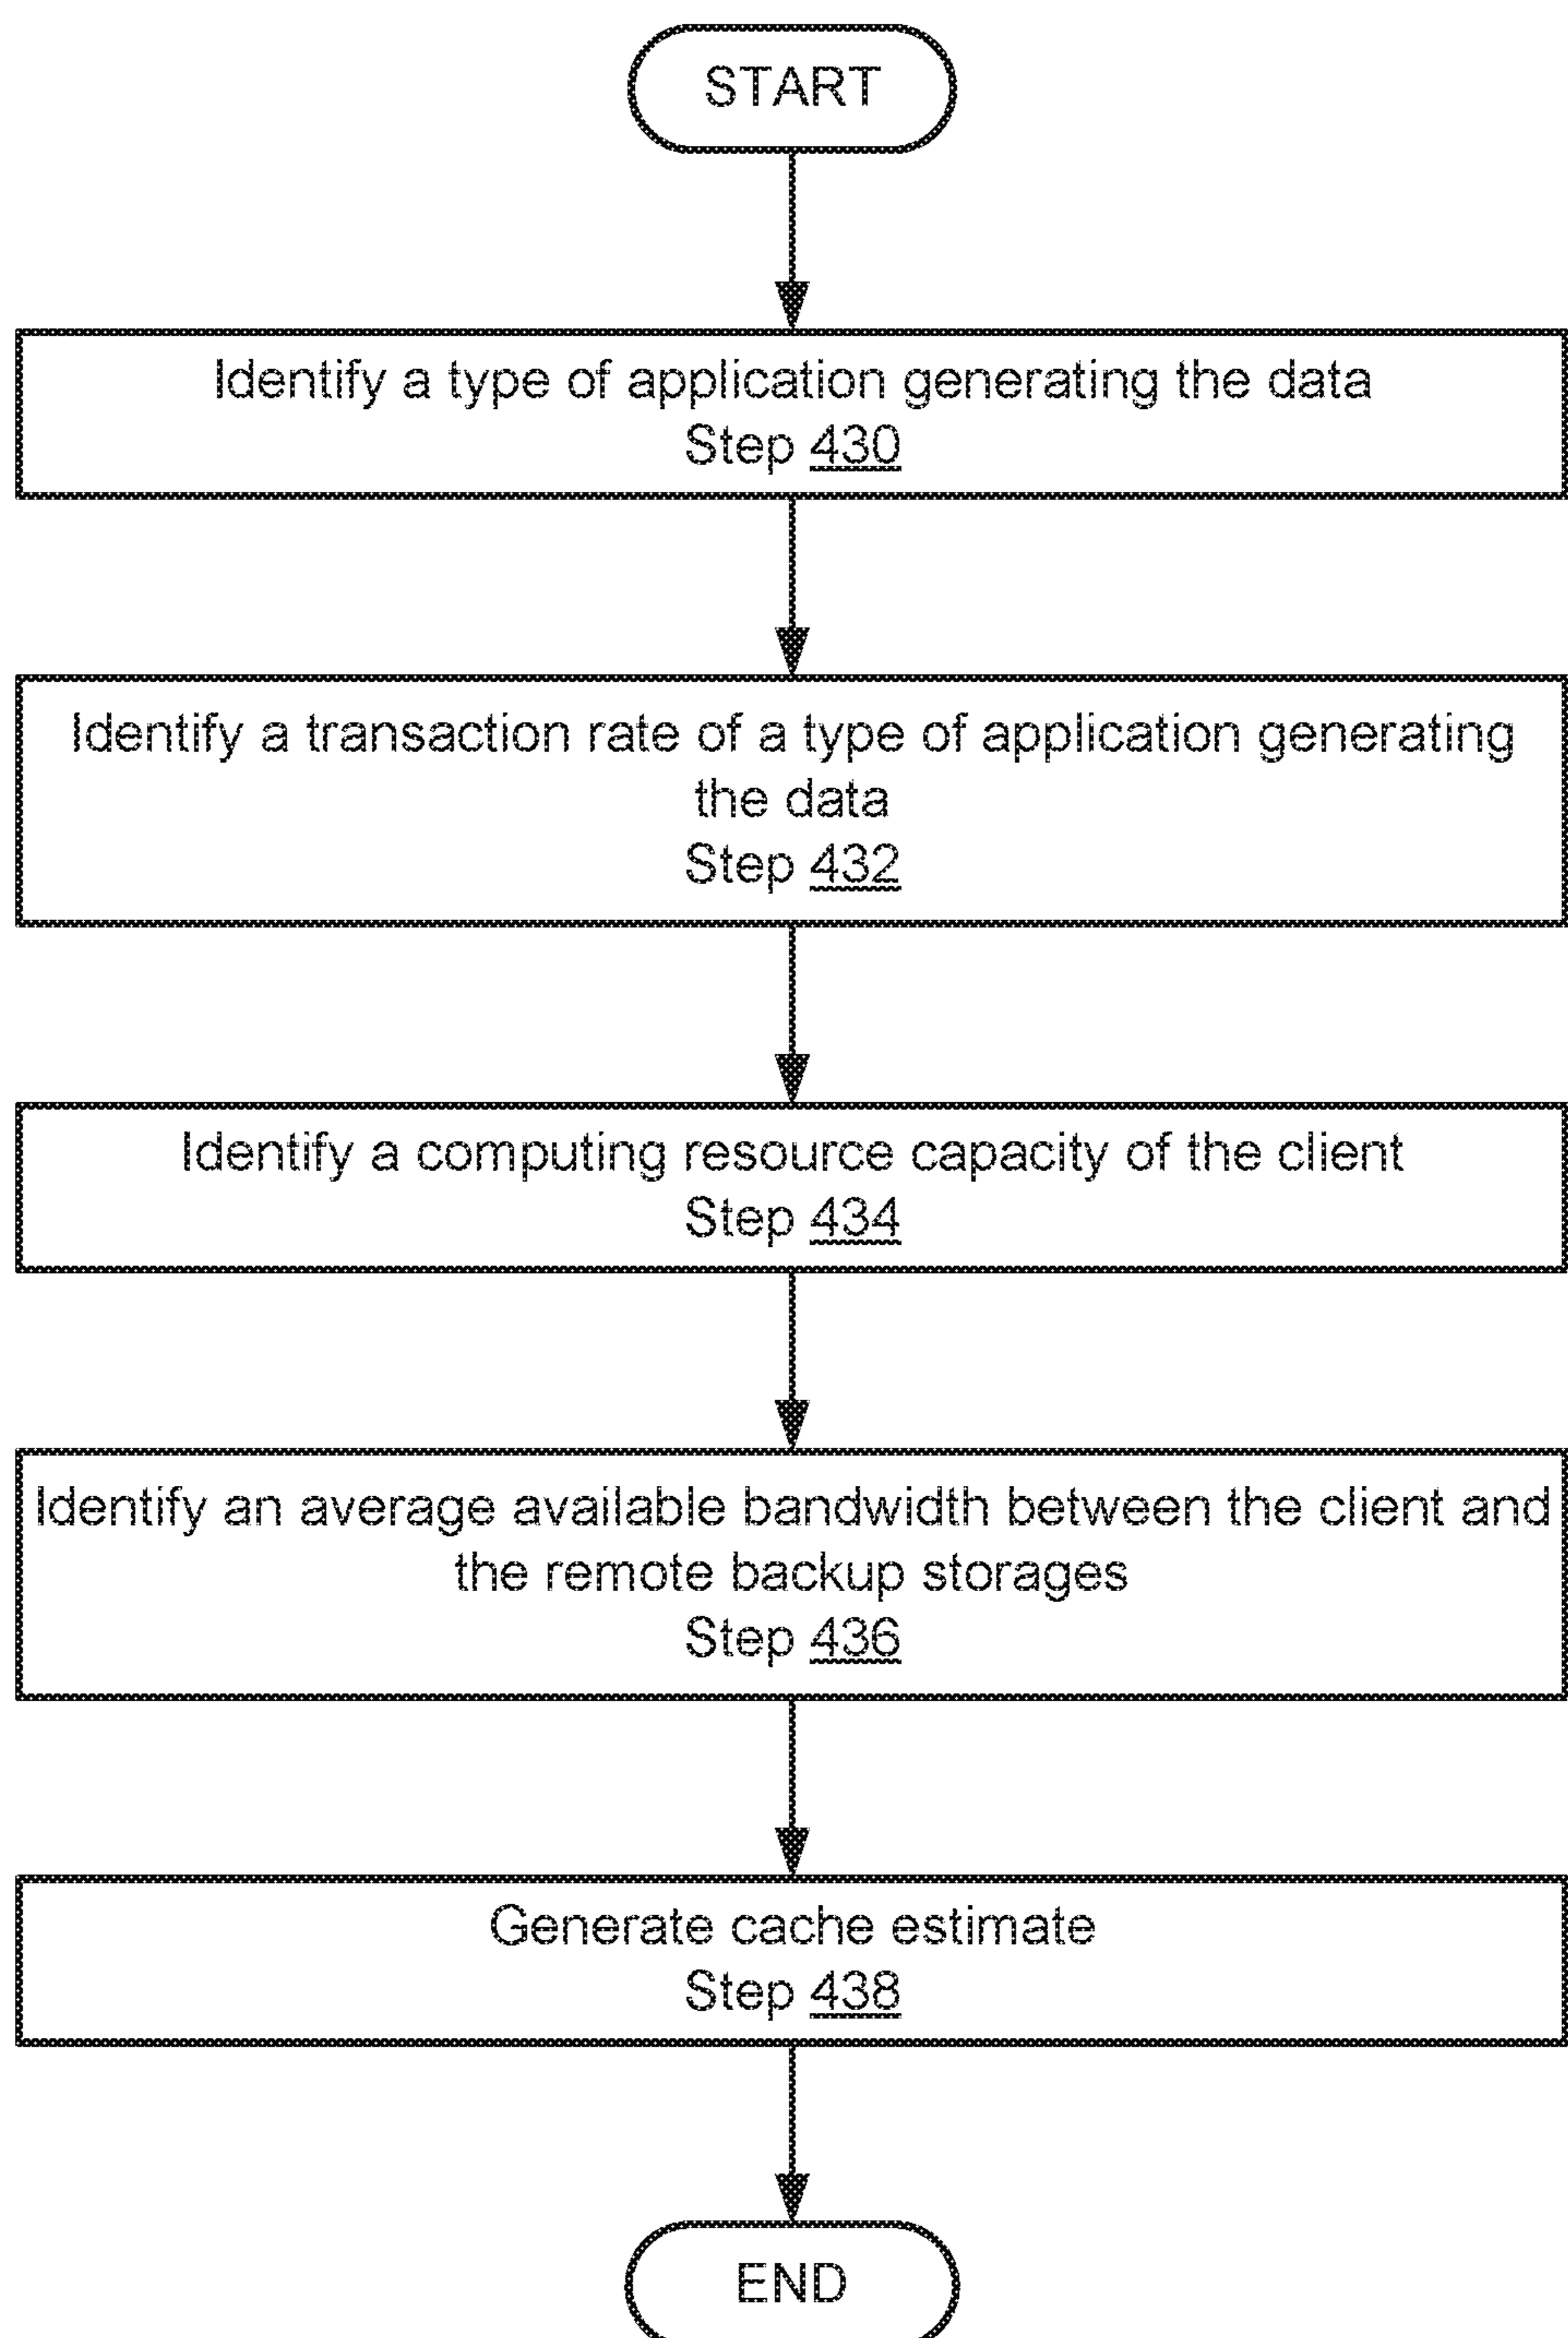 START
Identify a type of application generating the data
Step 430
Identify a transaction rate of a type of application generating
the data
Step 432
Identify a computing resource capacity of the client
Step 434
Identify an average available bandwidth between the client and
the remote backup storages
Step 436
Generate cache estimate
Step 438
END